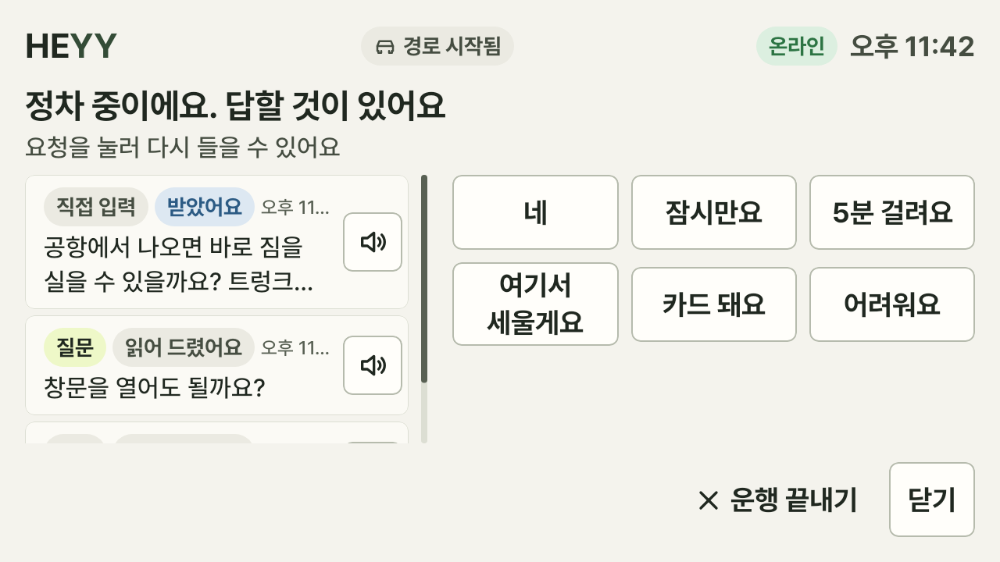 HEYY
경로 시작됨
온라인
오후 11:42
정차 중이에요. 답할 것이 있어요
요청을 눌러 다시 들을 수 있어요
직접 입력
받았어요
오후 11...
공항에서 나오면 바로 짐을
실을 수 있을까요? 트렁크...
질문
읽어 드렸어요
오후 11...
창문을 열어도 될까요?
네
잠시만요
5분 걸려요
여기서
세울게요
카드 돼요
어려워요
운행 끝내기
닫기